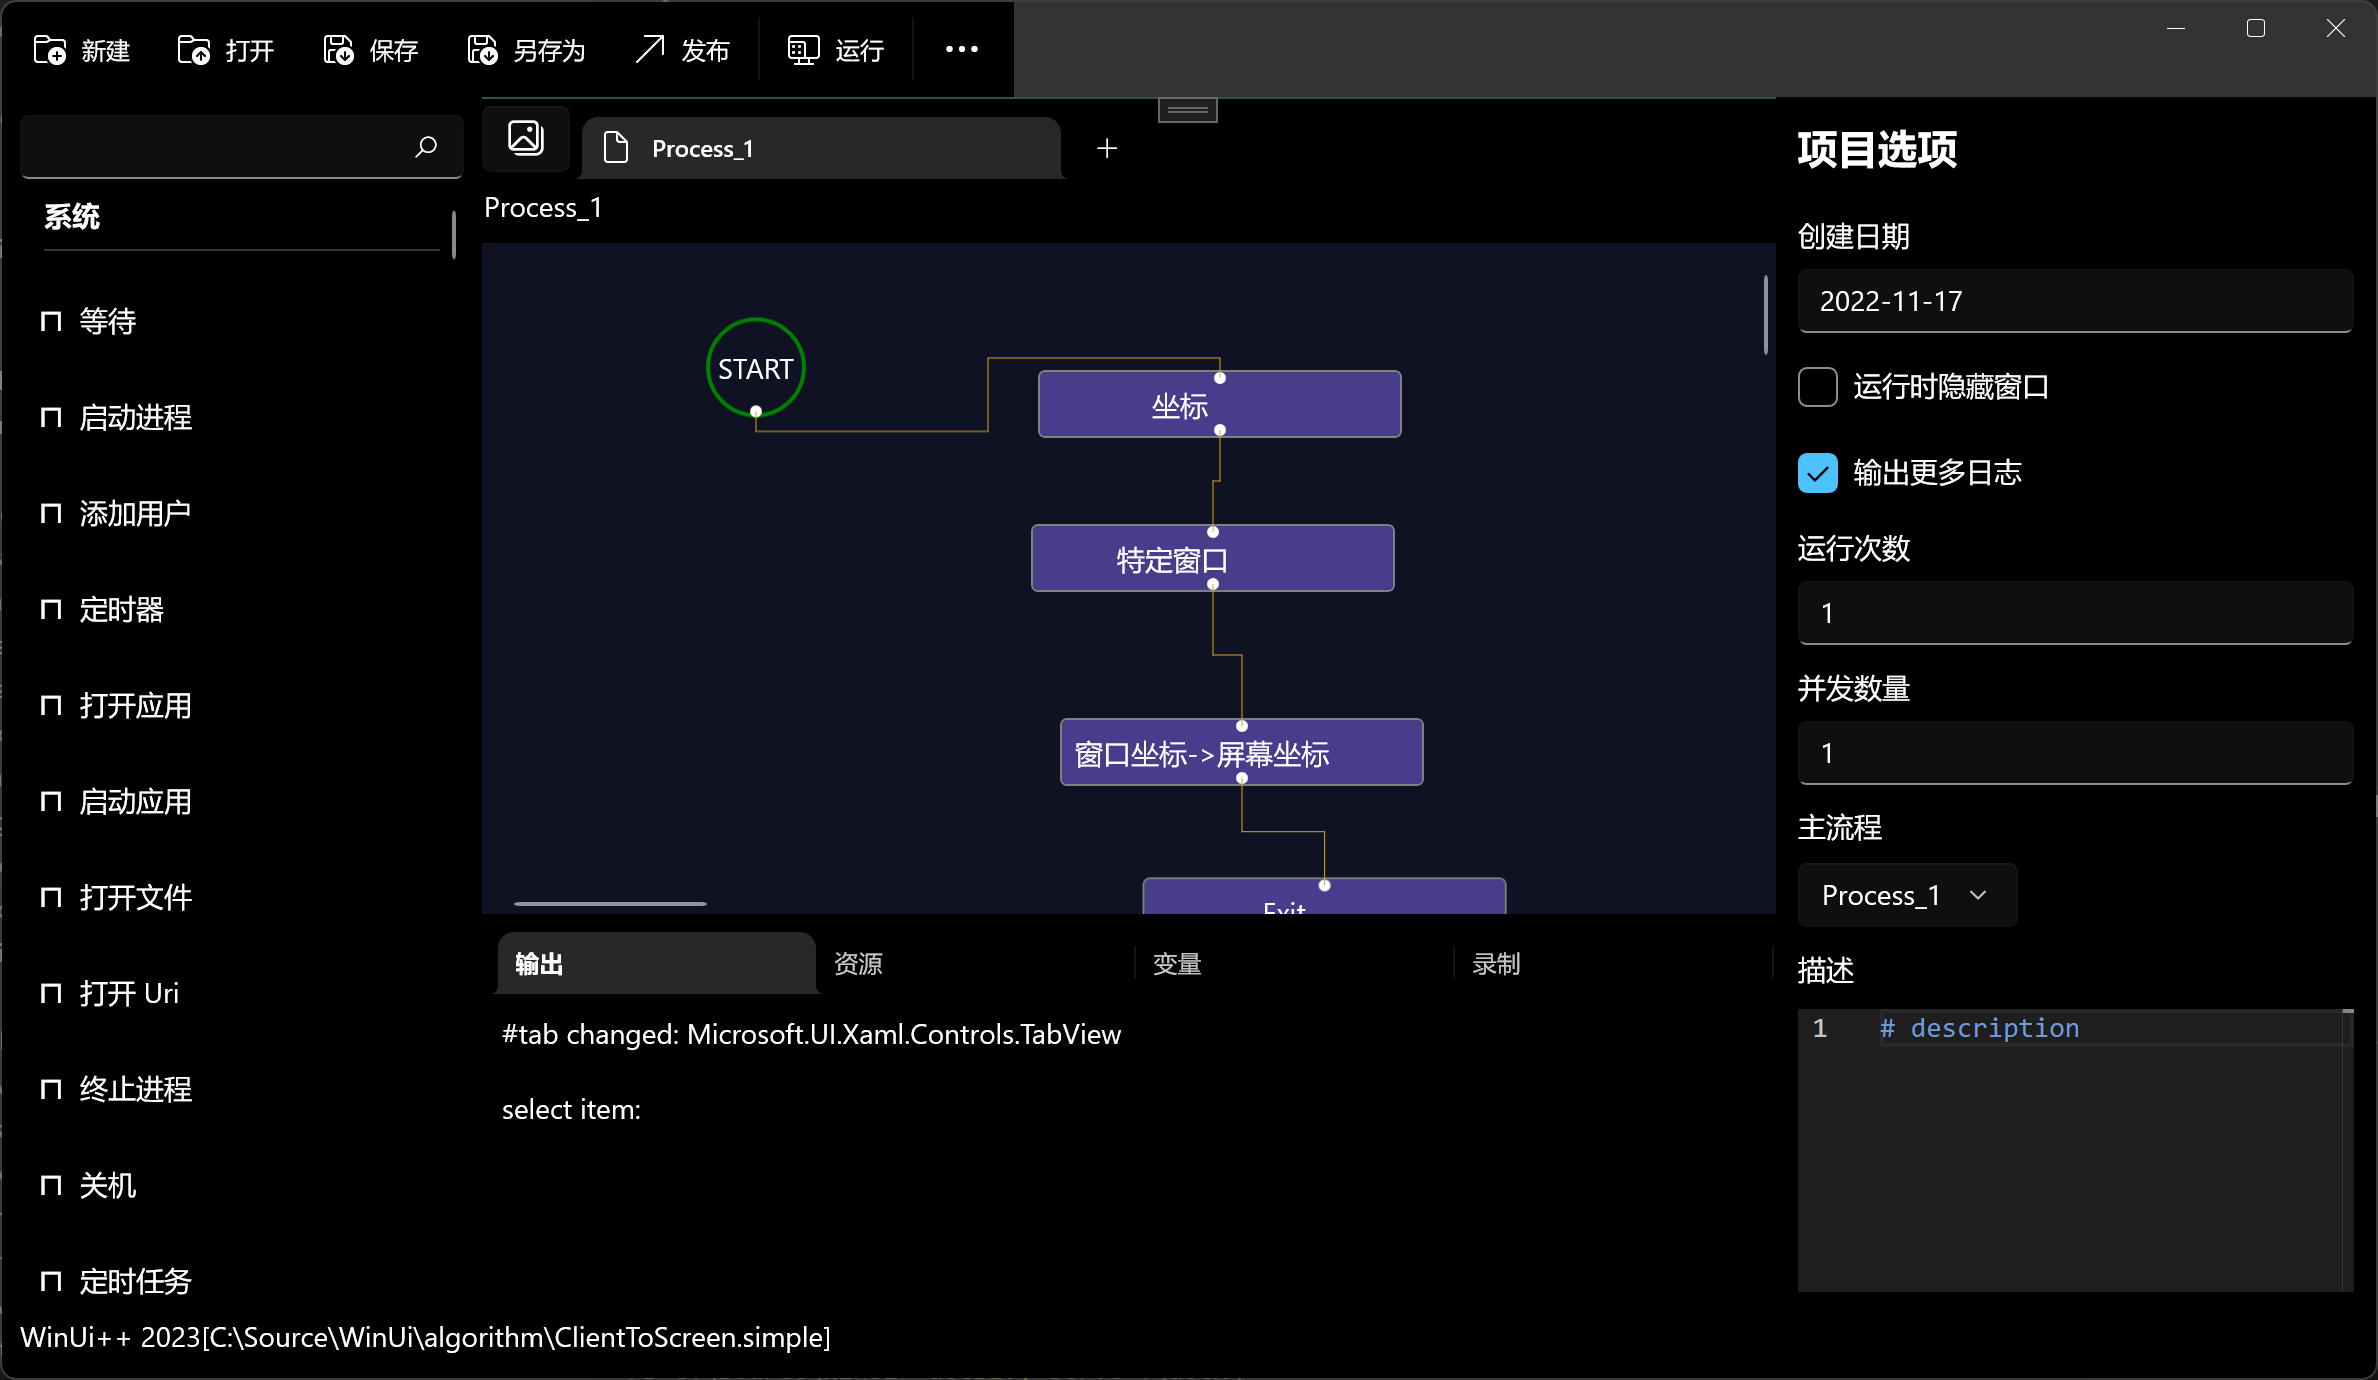 新建 打开 保存 另存为 发布 运行
Process_1
Process_1
系统
等待
启动进程
添加用户
定时器
打开应用
启动应用
打开文件
打开 Uri
终止进程
关机
定时任务
START
坐标
特定窗口
窗口坐标->屏幕坐标
Exit
输出 资源 变量 录制
#tab changed: Microsoft.UI.Xaml.Controls.TabView
select item:
项目选项
创建日期
2022-11-17
运行时隐藏窗口
输出更多日志
运行次数
1
并发数量
1
主流程
Process_1
描述
1 # description
WinUi++ 2023[C:\Source\WinUi\algorithm\ClientToScreen.simple]